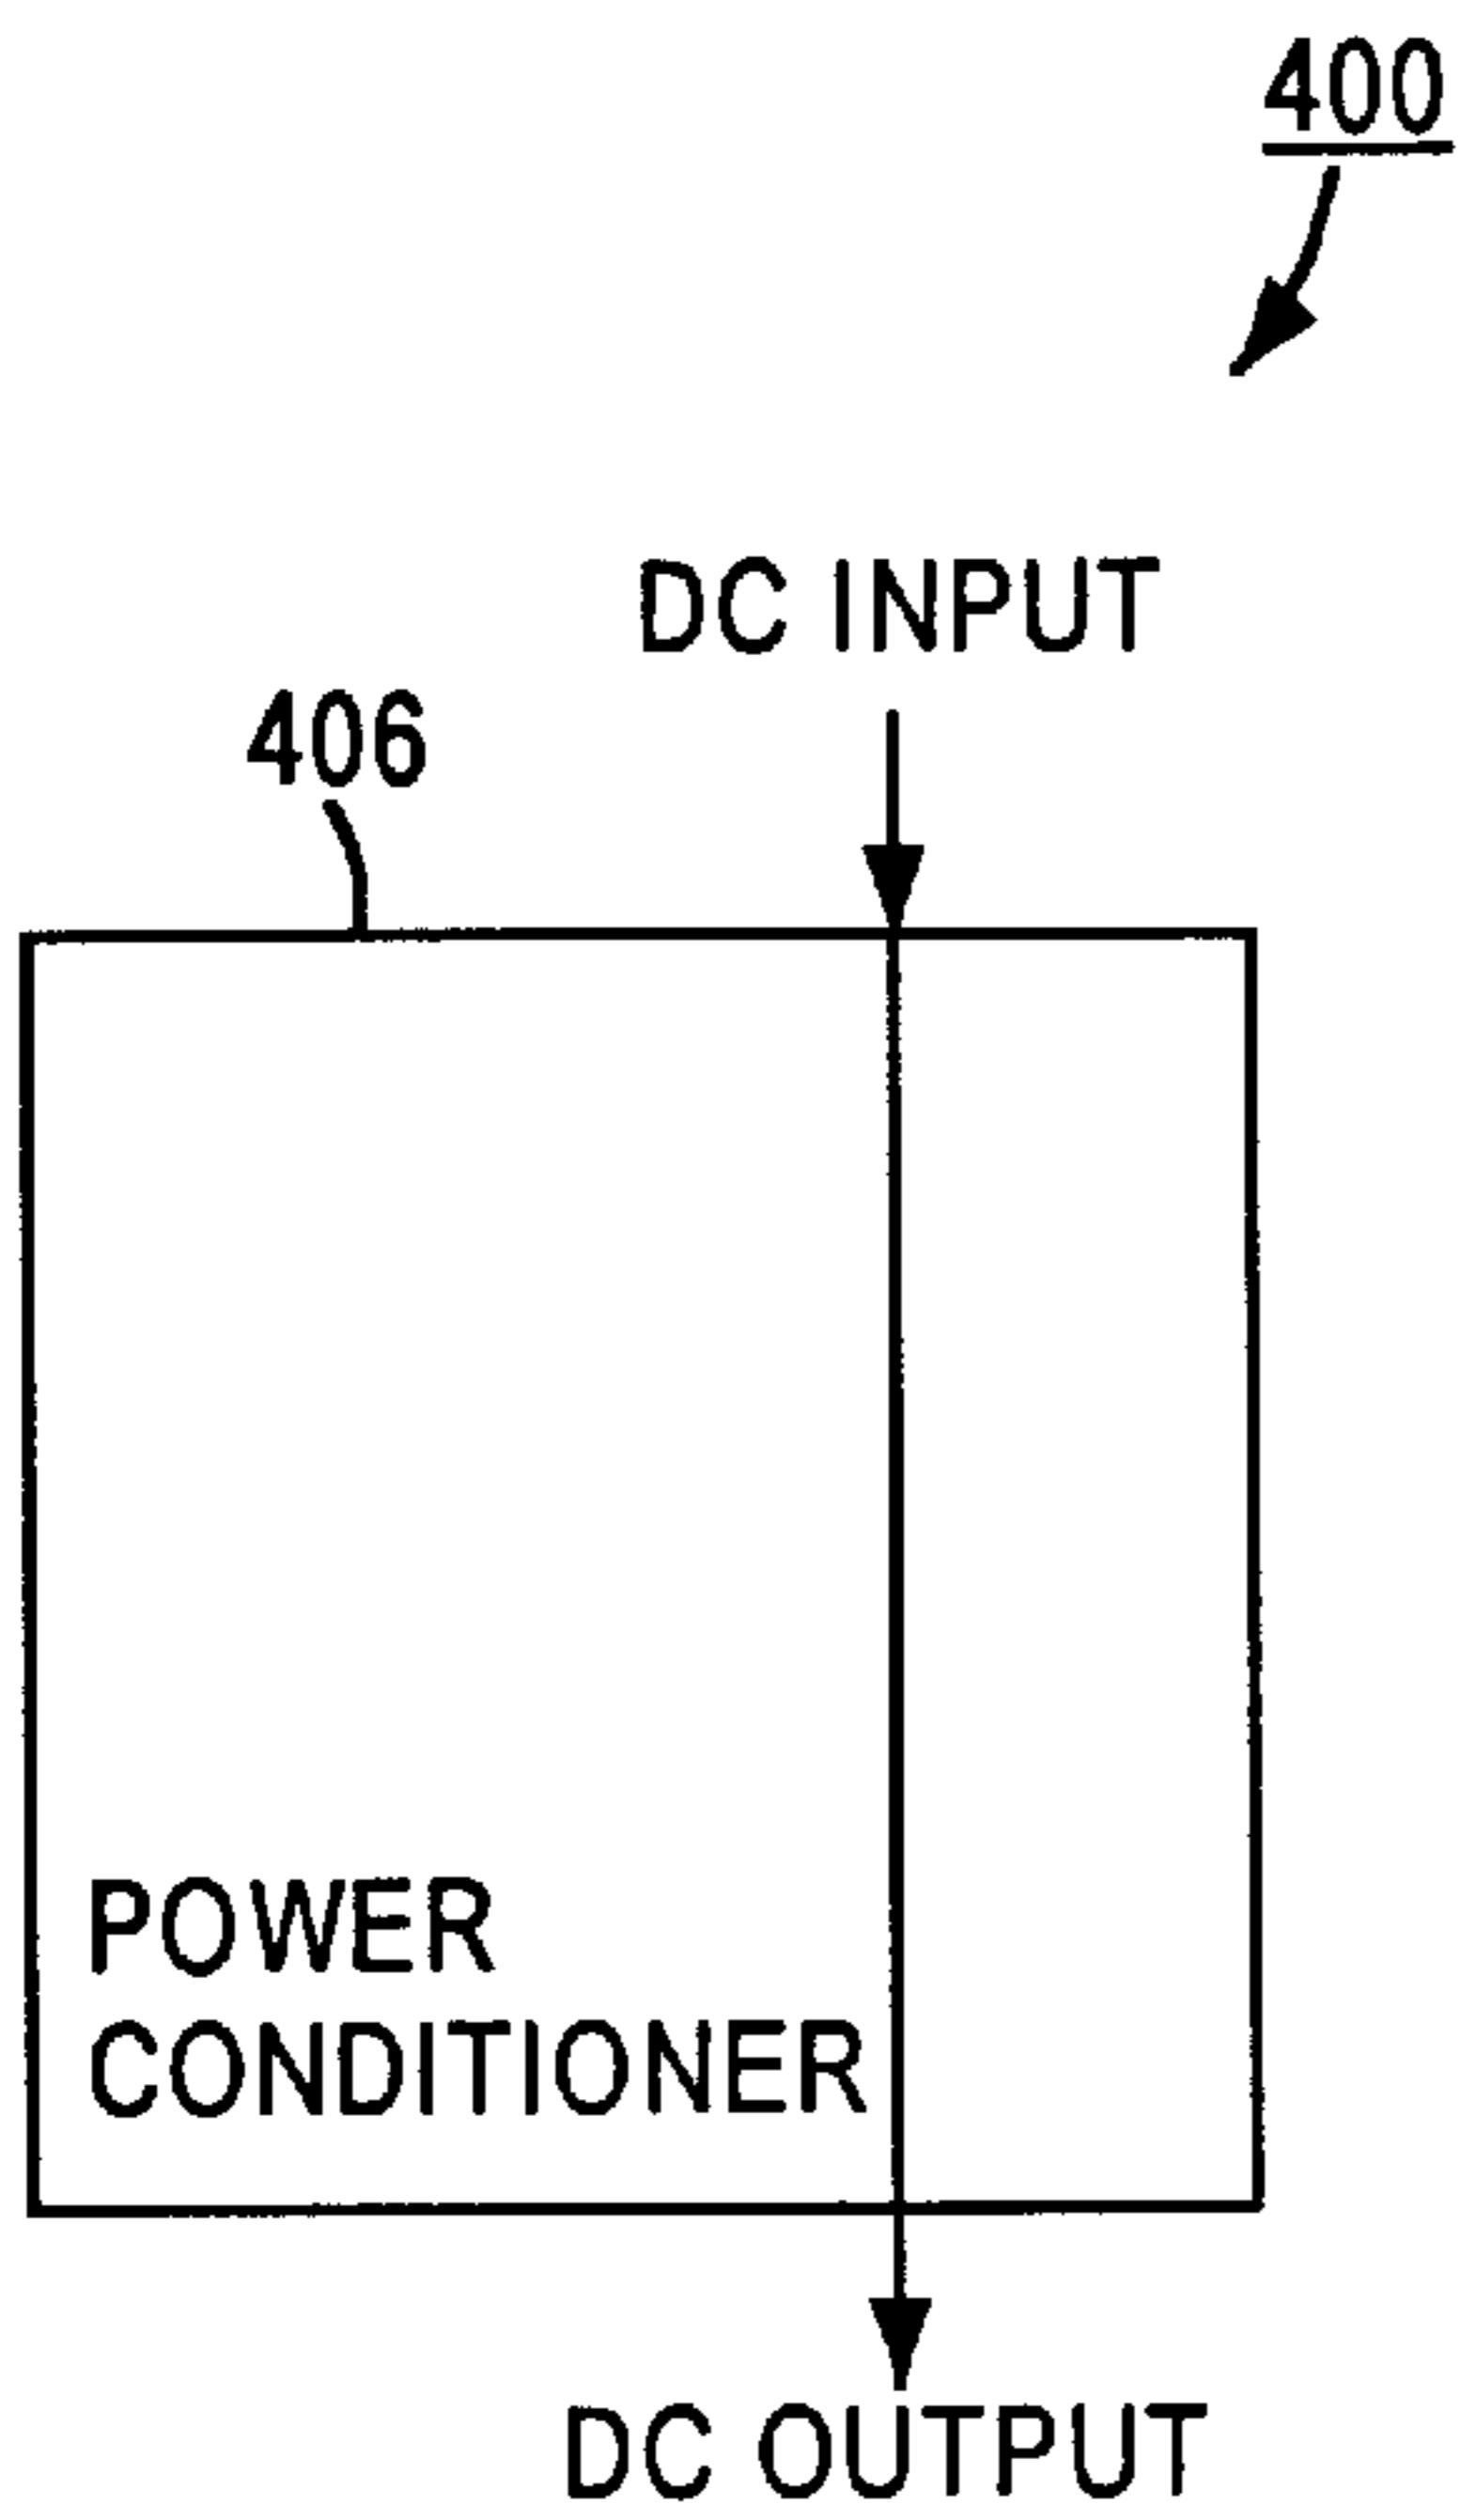 400
DC INPUT
406
POWER
CONDITIONER
DC OUTPUT